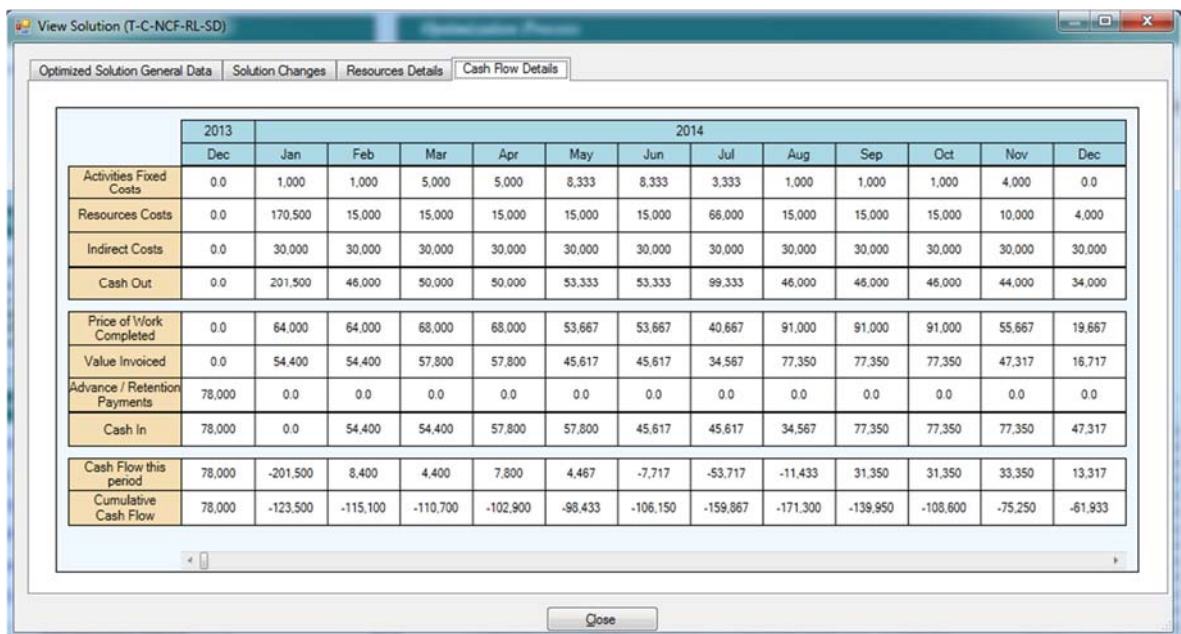 View Solution (T-C-NCF-RL-SD)
Optimization Process
Optimized Solution General Data Solution Changes Resources Details Cash Flow Details
2013 2014
Dec Jan Feb Mar Apr May Jun Jul Aug Sep Oct Nov Dec
Activities Fixed
Costs 0.0 1,000 1,000 5,000 5,000 8,333 8,333 3,333 1,000 1,000 1,000 4,000 0.0
Resources Costs 0.0 170,500 15,000 15,000 15,000 15,000 15,000 66,000 15,000 15,000 15,000 10,000 4,000
Indirect Costs 0.0 30,000 30,000 30,000 30,000 30,000 30,000 30,000 30,000 30,000 30,000 30,000 30,000
Cash Out 0.0 201,500 46,000 50,000 50,000 53,333 53,333 99,333 46,000 46,000 46,000 44,000 34,000
Price of Work
Completed 0.0 64,000 64,000 68,000 68,000 53,667 53,667 40,667 91,000 91,000 91,000 55,667 19,667
Value Invoiced 0.0 54,400 54,400 57,800 57,800 45,617 45,617 34,567 77,350 77,350 77,350 47,317 16,717
Advance / Retention
Payments 78,000 0.0 0.0 0.0 0.0 0.0 0.0 0.0 0.0 0.0 0.0 0.0 0.0
Cash In 78,000 0.0 54,400 54,400 57,800 57,800 45,617 45,617 34,567 77,350 77,350 77,350 47,317
Cash Flow this
period 78,000 -201,500 8,400 4,400 7,800 4,467 -7,717 -53,717 -11,433 31,350 31,350 33,350 13,317
Cumulative
Cash Flow 78,000 -123,500 -115,100 -110,700 -102,900 -98,433 -106,150 -159,867 -171,300 -139,950 -108,600 -75,250 -61,933
Close